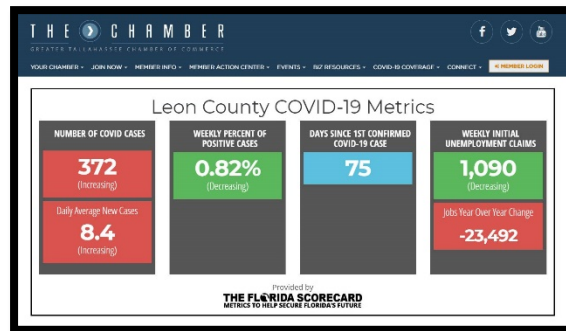 THE CHAMBER
GREATER TALLAHASSEE CHAMBER OF COMMERCE
YOUR CHAMBER JOIN NOW MEMBER INFO MEMBER ACTION CENTER EVENTS BIZ RESOURCES COVID-19 COVERAGE CONNECT MEMBER LOGIN
Leon County COVID-19 Metrics
NUMBER OF COVID CASES
372
(Increasing)
Daily Average New Cases
8.4
(Increasing)
WEEKLY PERCENT OF
POSITIVE CASES
0.82%
(Decreasing)
DAYS SINCE 1ST CONFIRMED
COVID-19 CASE
75
WEEKLY INITIAL
UNEMPLOYMENT CLAIMS
1,090
(Decreasing)
Jobs Year Over Year Change
-23,492
Provided by
THE FLORIDA SCORECARD
METRICS TO HELP SECURE FLORIDA'S FUTURE